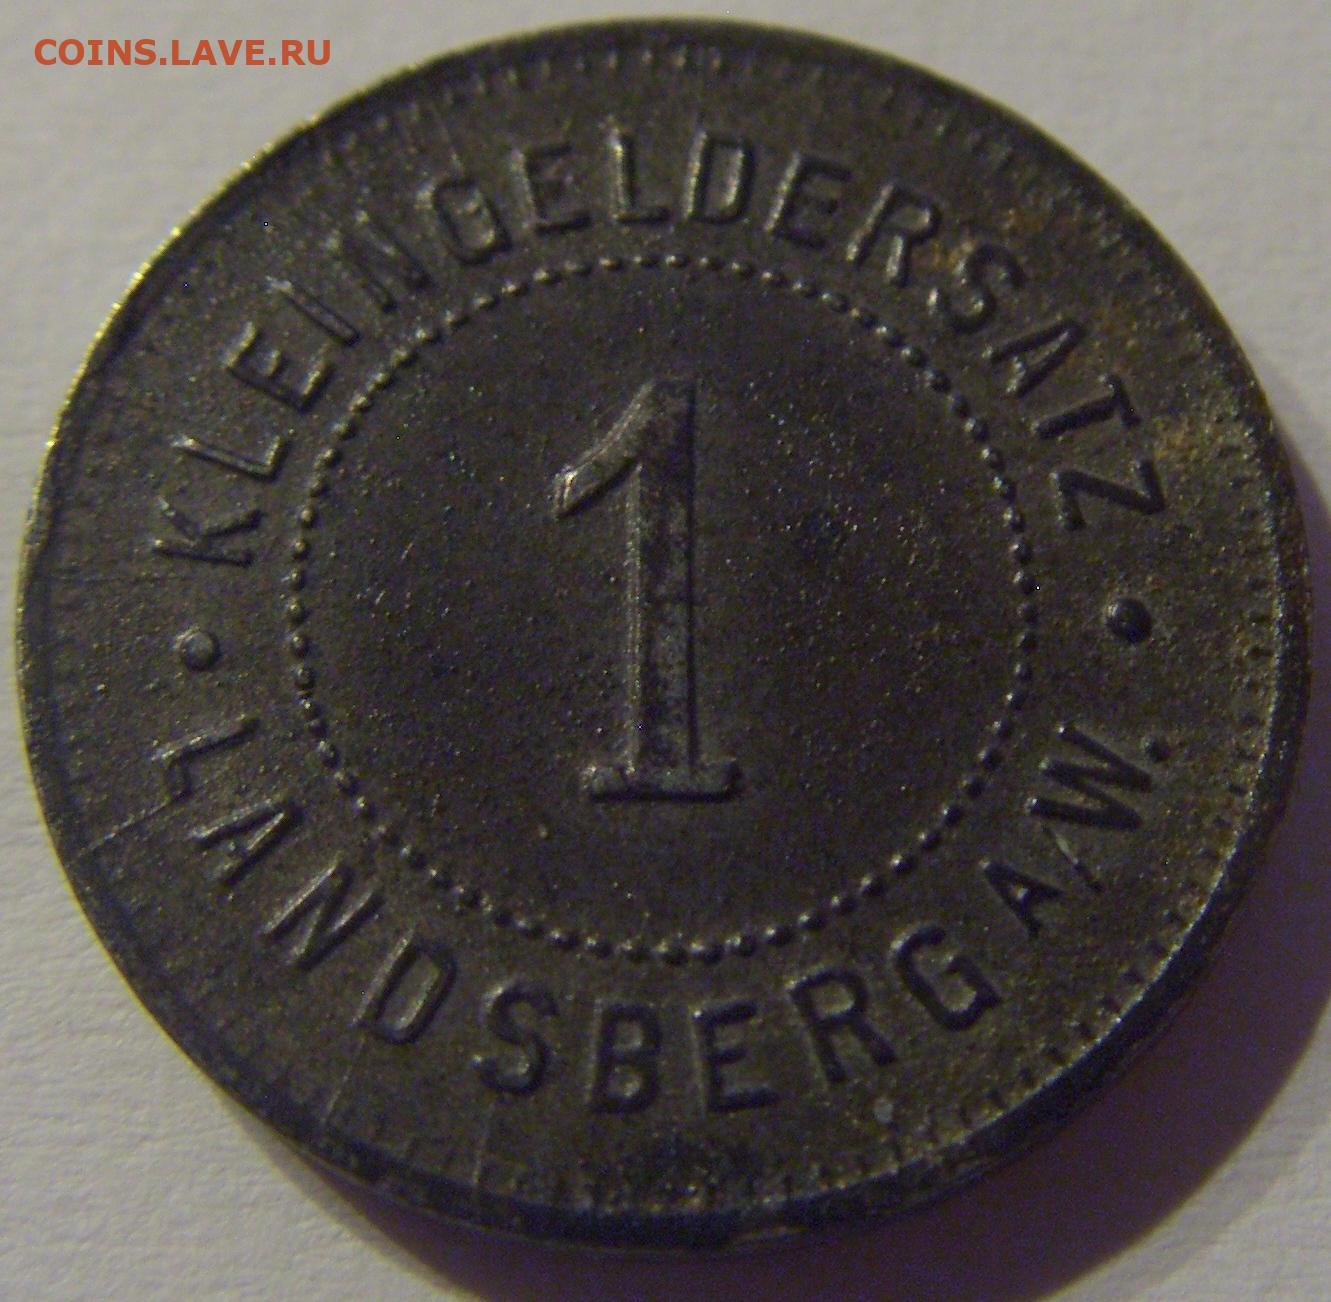 COINS.LAVE.RU
• KLEINGELDERSATZ •
1
LANDSBERG A/W.